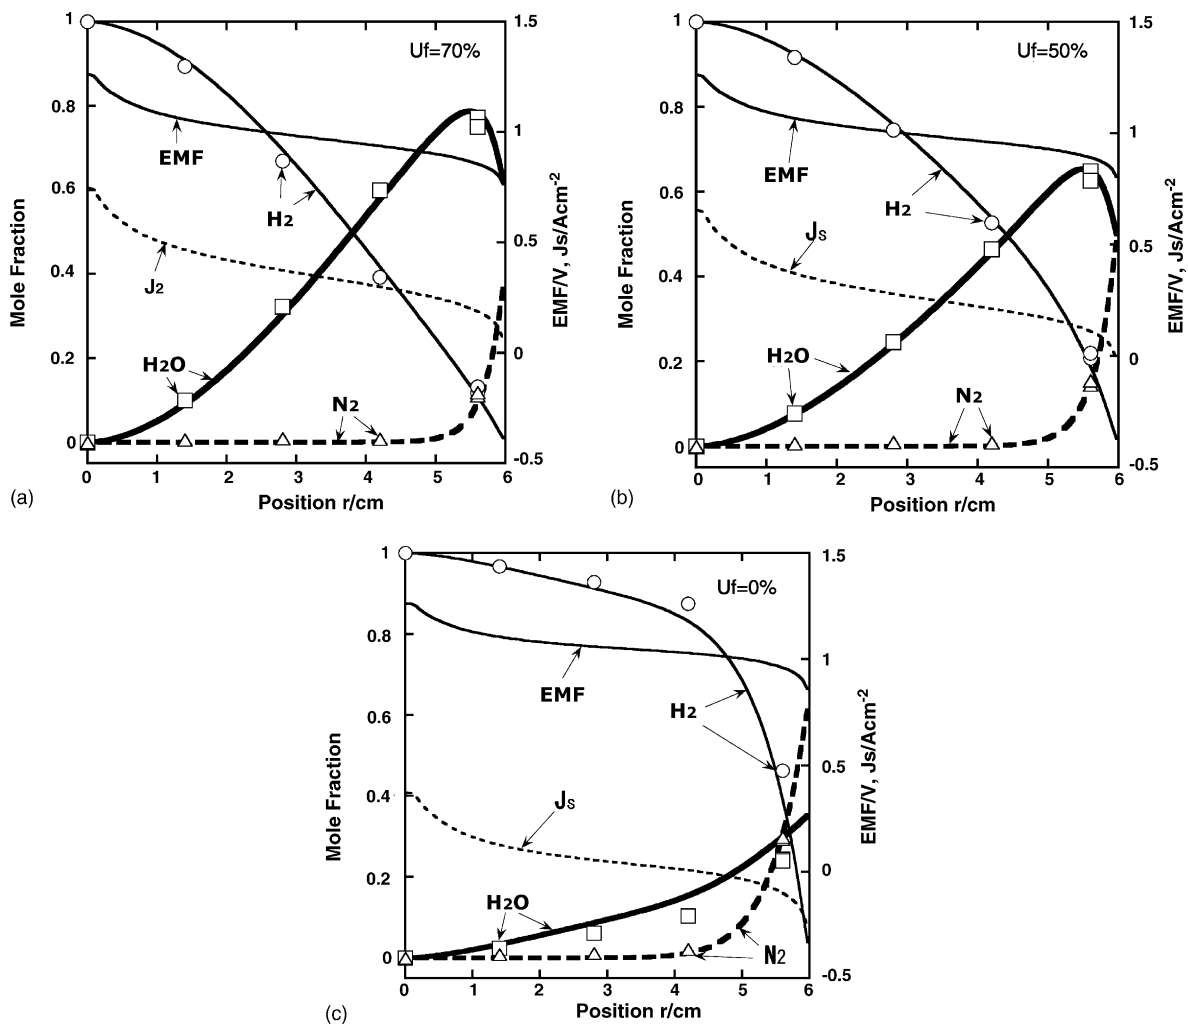 1
0.8
0.6
0.4
0.2
0
Mole Fraction
Uf=70%
EMF
H2
J2
H2O
N2
1.5
1
0.5
0
-0.5
EMF/V, Js/Acm-2
0 1 2 3 4 5 6
Position r/cm
(a)
1
0.8
0.6
0.4
0.2
0
Mole Fraction
Uf=50%
EMF
H2
Js
H2O
N2
1.5
1
0.5
0
-0.5
EMF/V, Js/Acm-2
0 1 2 3 4 5 6
Position r/cm
(b)
1
0.8
0.6
0.4
0.2
0
Mole Fraction
Uf=0%
EMF
H2
Js
H2O
N2
1.5
1
0.5
0
-0.5
EMF/V, Js/Acm-2
0 1 2 3 4 5 6
Position r/cm
(c)